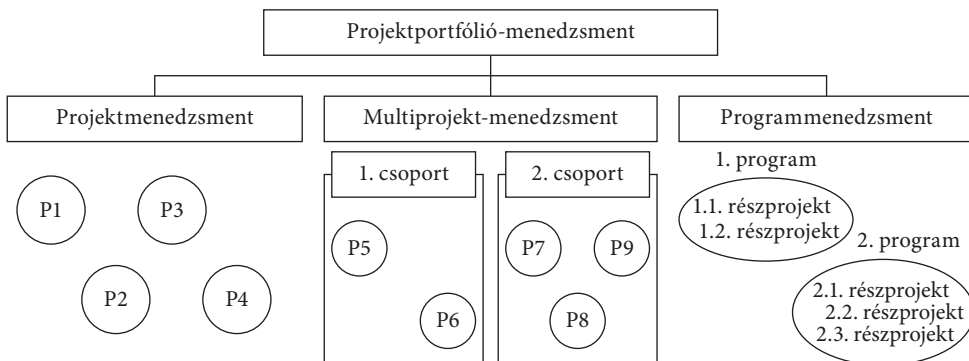 Projektportfólió-menedzsment
Projektmenedzsment
Multiprojekt-menedzsment
Programmenedzsment
P1
P3
P2
P4
1. csoport
P5
P6
2. csoport
P7
P9
P8
1. program
1.1. részprojekt
1.2. részprojekt
2. program
2.1. részprojekt
2.2. részprojekt
2.3. részprojekt